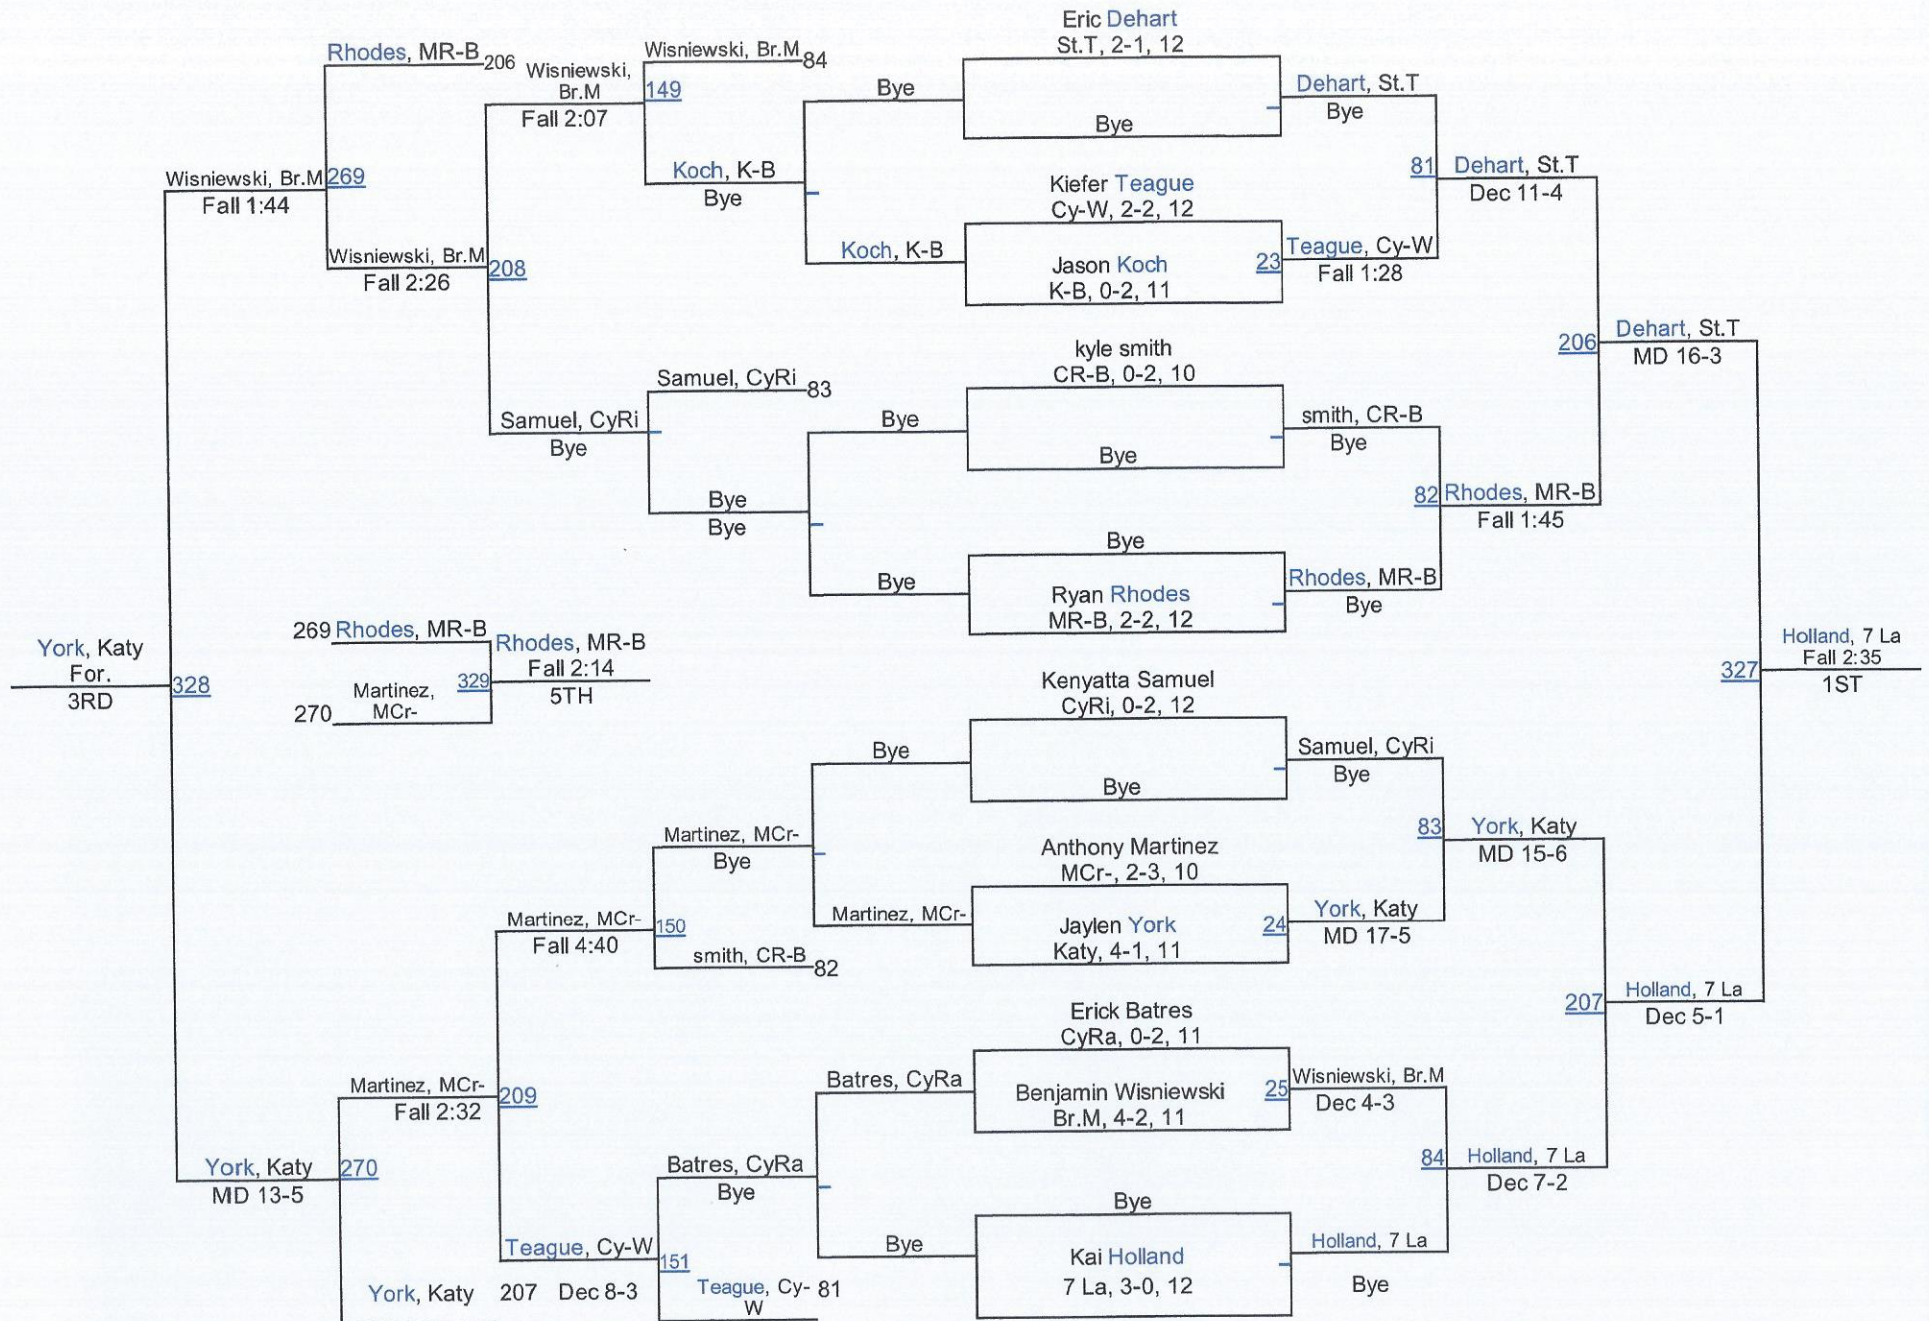 Eric Dehart
St.T, 2-1, 12
Rhodes, MR-B 206
Wisniewski, Br.M 84
Wisniewski,
Br.M
Fall 2:07
149
Bye
Bye
Dehart, St.T
Bye
Koch, K-B
Bye
Wisniewski, Br.M 269
Fall 1:44
Kiefer Teague
Cy-W, 2-2, 12
81 Dehart, St.T
Dec 11-4
Wisniewski, Br.M 208
Fall 2:26
Koch, K-B
Jason Koch
K-B, 0-2, 11
23 Teague, Cy-W
Fall 1:28
kyle smith
CR-B, 0-2, 10
206 Dehart, St.T
MD 16-3
Samuel, CyRi 83
Samuel, CyRi
Bye
Bye
Bye
smith, CR-B
Bye
Bye
Bye
82 Rhodes, MR-B
Fall 1:45
Bye
Bye
Ryan Rhodes
MR-B, 2-2, 12
Rhodes, MR-B
Bye
York, Katy
For.
3RD
328
269 Rhodes, MR-B
Martinez,
MCr-
270
329
Rhodes, MR-B
Fall 2:14
5TH
327
Holland, 7 La
Fall 2:35
1ST
Kenyatta Samuel
CyRi, 0-2, 12
Bye
Bye
Samuel, CyRi
Bye
Martinez, MCr-
Bye
Anthony Martinez
MCr-, 2-3, 10
83 York, Katy
MD 15-6
Martinez, MCr-
Fall 4:40
150
smith, CR-B 82
Martinez, MCr-
Jaylen York
Katy, 4-1, 11
24 York, Katy
MD 17-5
Erick Batres
CyRa, 0-2, 11
207 Holland, 7 La
Dec 5-1
Martinez, MCr- 209
Fall 2:32
Batres, CyRa
Benjamin Wisniewski
Br.M, 4-2, 11
25 Wisniewski, Br.M
Dec 4-3
York, Katy 270
MD 13-5
Batres, CyRa
Bye
84 Holland, 7 La
Dec 7-2
Bye
Bye
Kai Holland
7 La, 3-0, 12
Holland, 7 La
Bye
Teague, Cy-W 151
York, Katy 207 Dec 8-3
Teague, Cy-
W
81